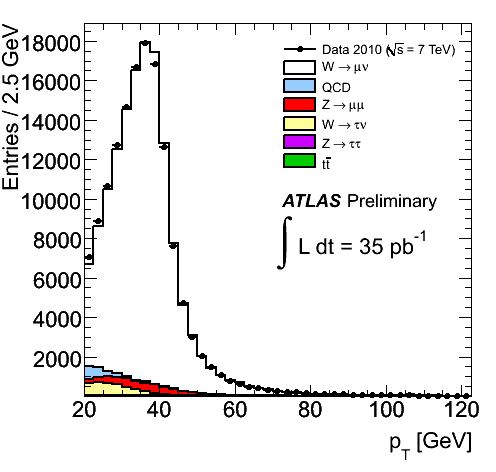 Entries / 2.5 GeV
18000
16000
14000
12000
10000
8000
6000
4000
2000
20 40 60 80 100 120
p_T [GeV]
Data 2010 (√s = 7 TeV)
W → μν
QCD
Z → μμ
W → τν
Z → ττ
tt̄
ATLAS Preliminary
∫ L dt = 35 pb⁻¹